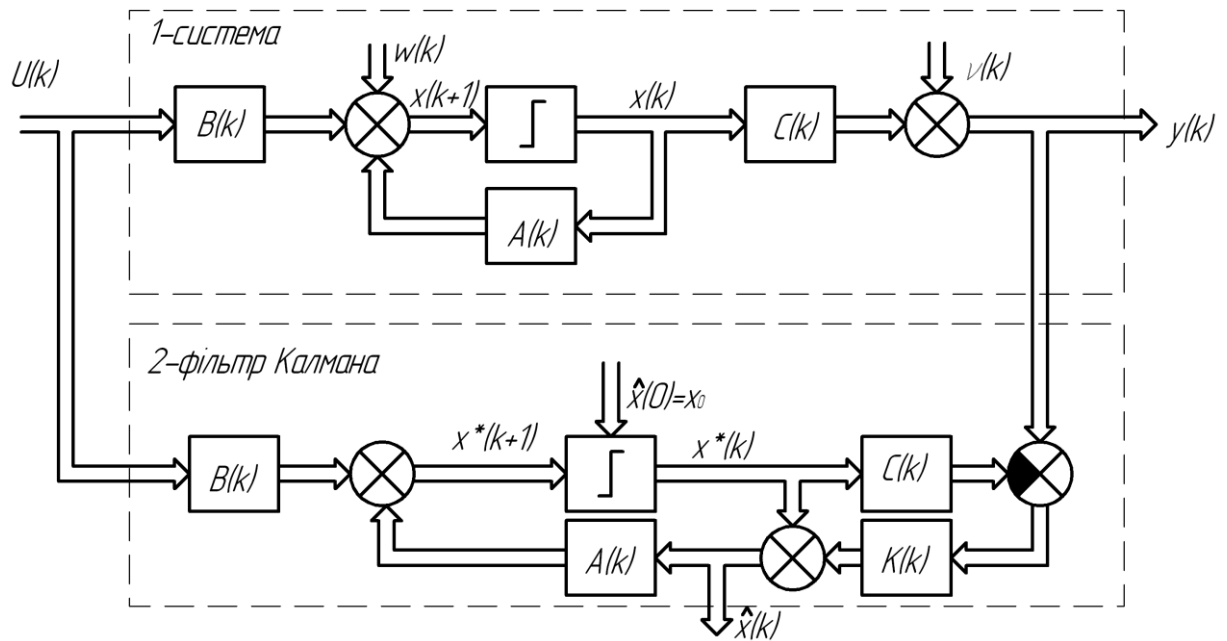 1-система
U(k)
w(k)
ν(k)
x(k+1)
x(k)
B(k)
C(k)
y(k)
A(k)
2-фільтр Калмана
x̂(0)=x₀
x*(k+1)
x*(k)
B(k)
C(k)
A(k)
K(k)
x̂(k)